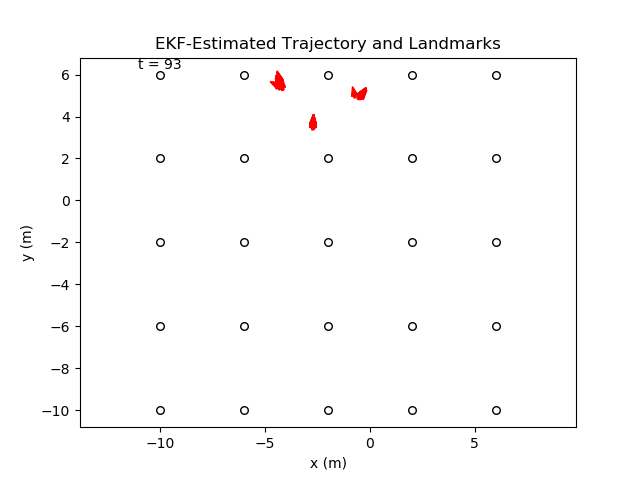 EKF-Estimated Trajectory and Landmarks
t = 93
6
4
2
0
−2
−4
−6
−8
−10
y (m)
−10 −5 0 5
x (m)